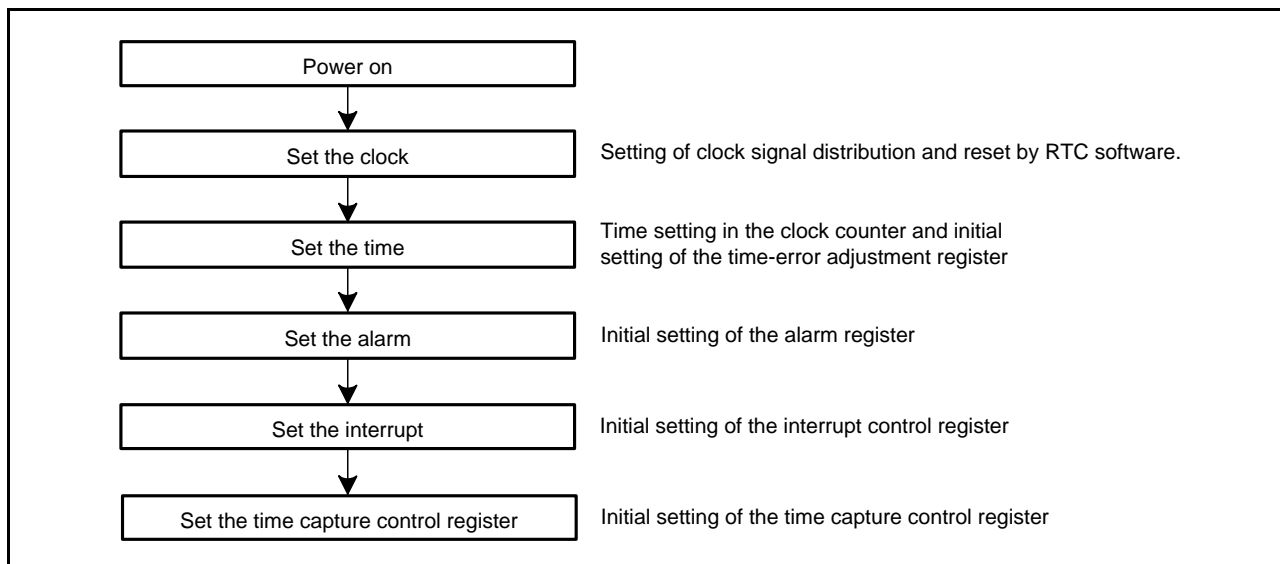 Power on
Set the clock
Setting of clock signal distribution and reset by RTC software.
Set the time
Time setting in the clock counter and initial
setting of the time-error adjustment register
Set the alarm
Initial setting of the alarm register
Set the interrupt
Initial setting of the interrupt control register
Set the time capture control register
Initial setting of the time capture control register